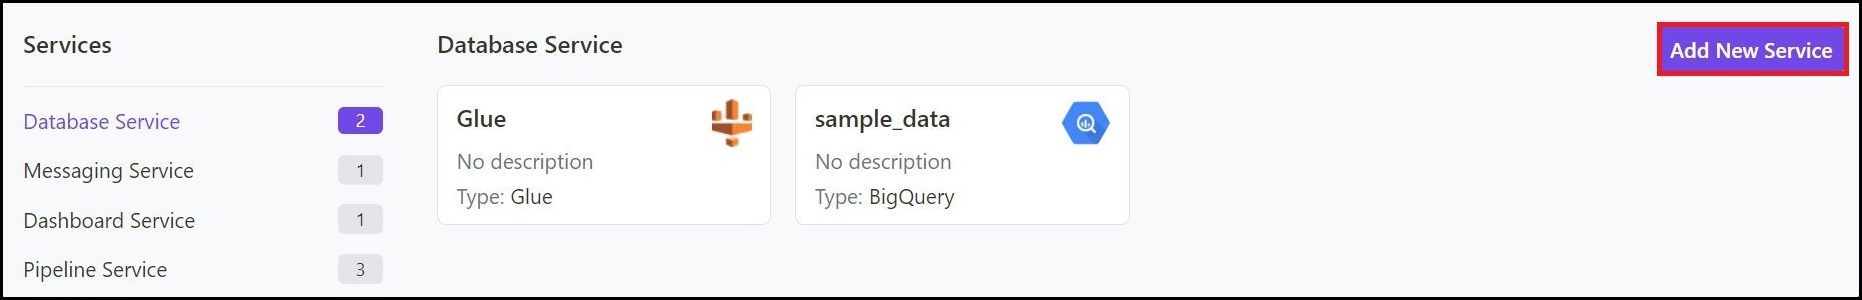 Services
Database Service 2
Messaging Service 1
Dashboard Service 1
Pipeline Service 3
Database Service
Add New Service
Glue
No description
Type: Glue
sample_data
No description
Type: BigQuery